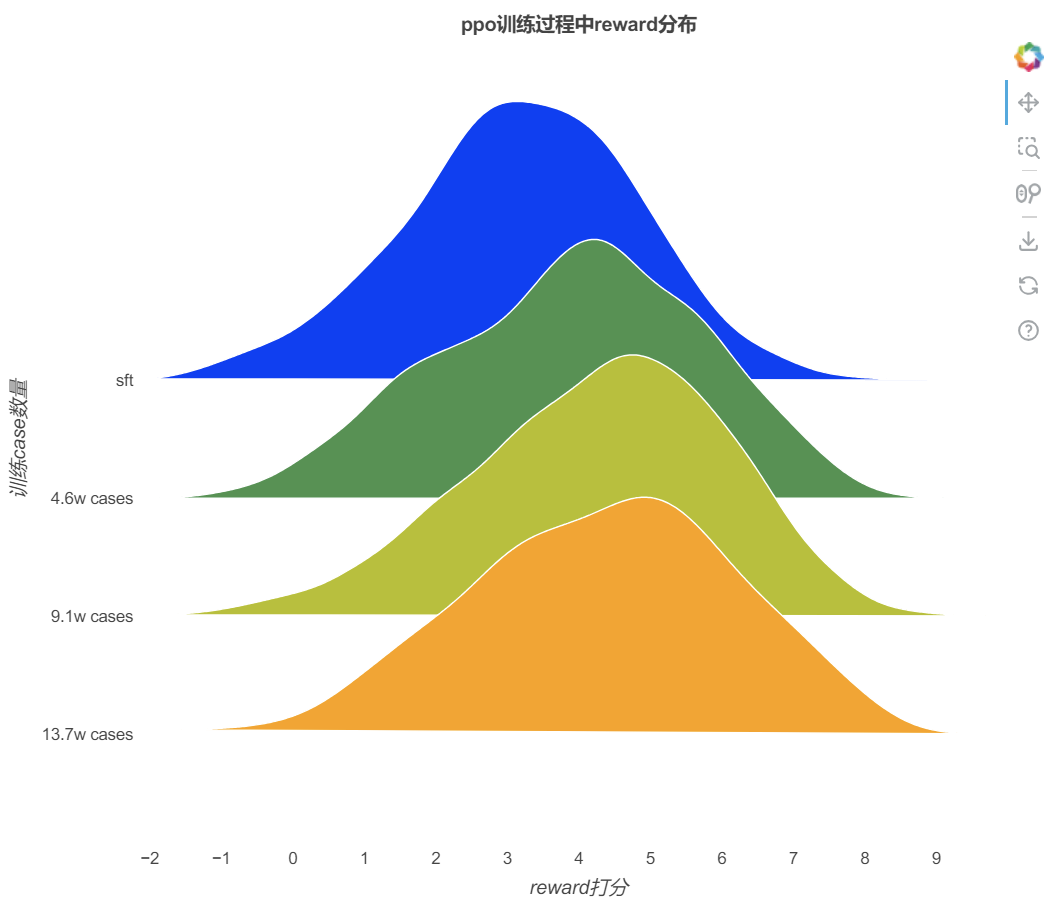 ppo训练过程中reward分布
训练case数量
sft
4.6w cases
9.1w cases
13.7w cases
−2 −1 0 1 2 3 4 5 6 7 8 9
reward打分